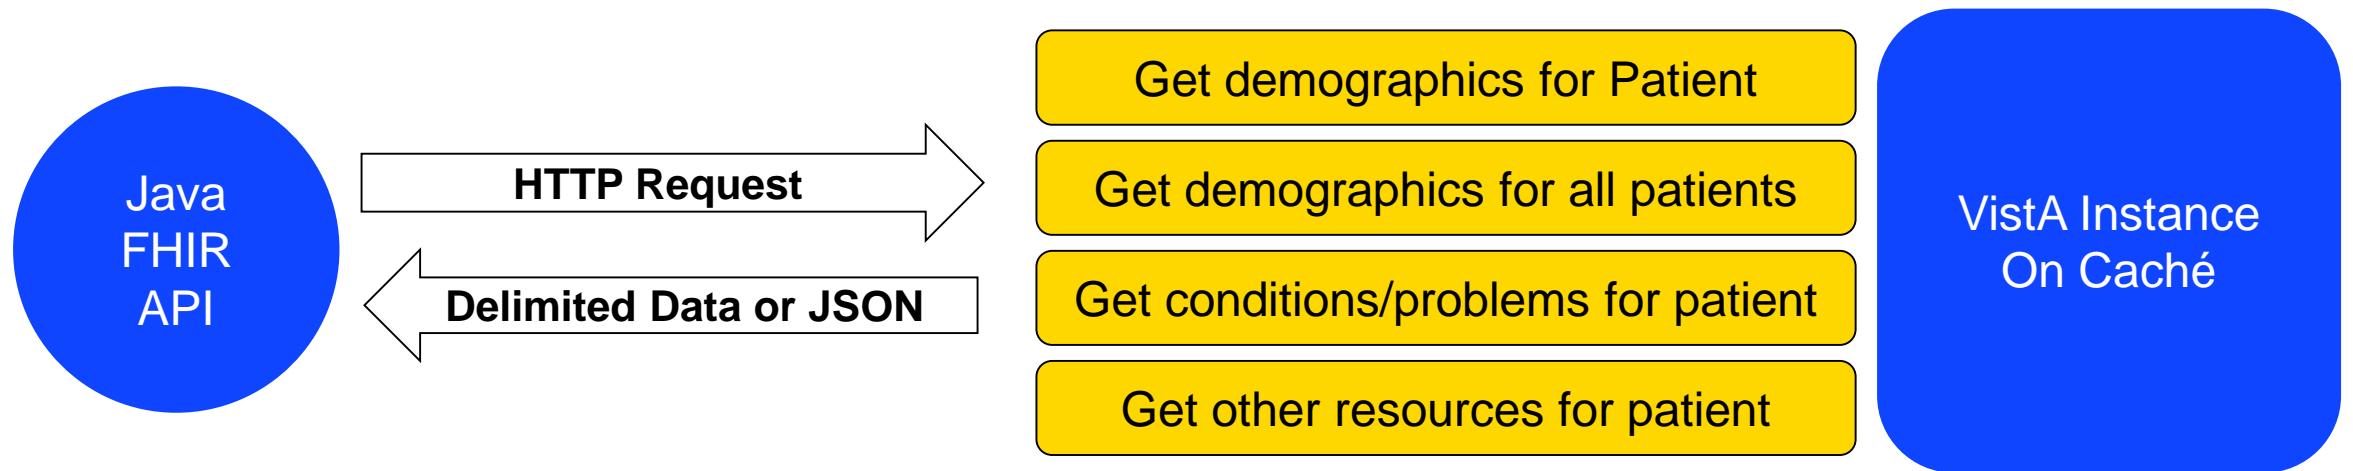 Java
FHIR
API
HTTP Request
Delimited Data or JSON
Get demographics for Patient
Get demographics for all patients
Get conditions/problems for patient
Get other resources for patient
VistA Instance
On Caché